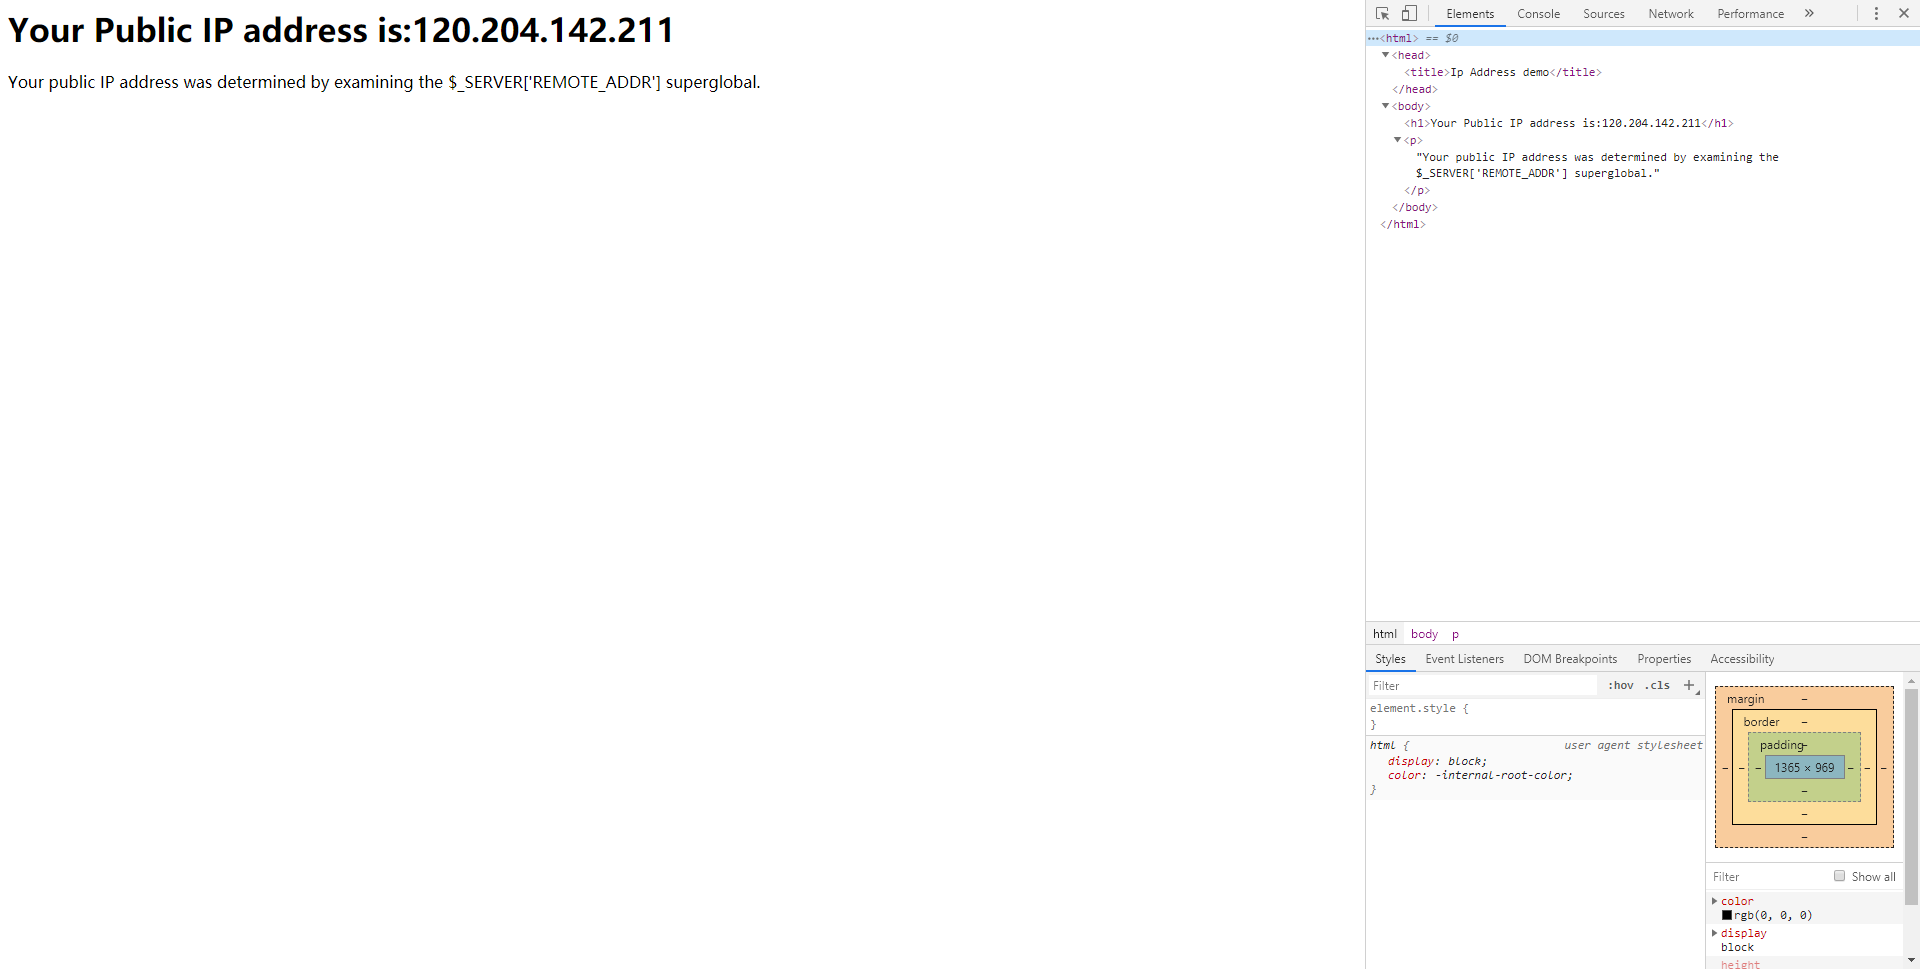 Your Public IP address is:120.204.142.211
Your public IP address was determined by examining the $_SERVER['REMOTE_ADDR'] superglobal.
Elements Console Sources Network Performance »
···<html> == $0
<head>
<title>Ip Address demo</title>
</head>
<body>
<h1>Your Public IP address is:120.204.142.211</h1>
<p>
"Your public IP address was determined by examining the
$_SERVER['REMOTE_ADDR'] superglobal."
</p>
</body>
</html>
html body p
Styles Event Listeners DOM Breakpoints Properties Accessibility
Filter :hov .cls +
element.style {
}
html { user agent stylesheet
display: block;
color: -internal-root-color;
}
margin –
border –
padding –
– – – 1365 × 969 – – –
–
–
–
Filter Show all
color
rgb(0, 0, 0)
display
block
height